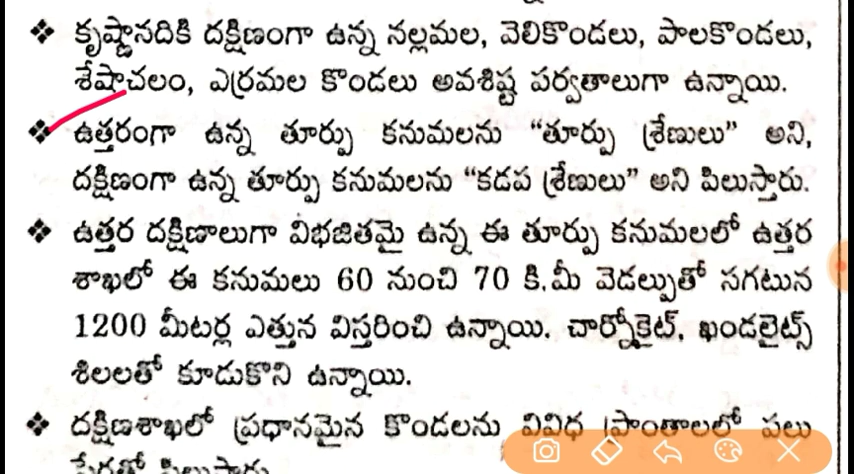 ❖ కృష్ణానదికి దక్షిణంగా ఉన్న నల్లమల, వెలికొండలు, పాలకొండలు,
శేషాచలం, ఎర్రమల కొండలు అవశిష్ట పర్వతాలుగా ఉన్నాయి.
❖ ఉత్తరంగా ఉన్న తూర్పు కనుమలను “తూర్పు శ్రేణులు” అని,
దక్షిణంగా ఉన్న తూర్పు కనుమలను “కడప శ్రేణులు” అని పిలుస్తారు.
❖ ఉత్తర దక్షిణాలుగా విభజితమై ఉన్న ఈ తూర్పు కనుమలలో ఉత్తర
శాఖలో ఈ కనుమలు 60 నుంచి 70 కి.మీ వెడల్పుతో సగటున
1200 మీటర్ల ఎత్తున విస్తరించి ఉన్నాయి. చార్నోకైట్, ఖండలైట్స్
శిలలతో కూడుకొని ఉన్నాయి.
❖ దక్షిణశాఖలో ప్రధానమైన కొండలను వివిధ ప్రాంతాలలో పలు